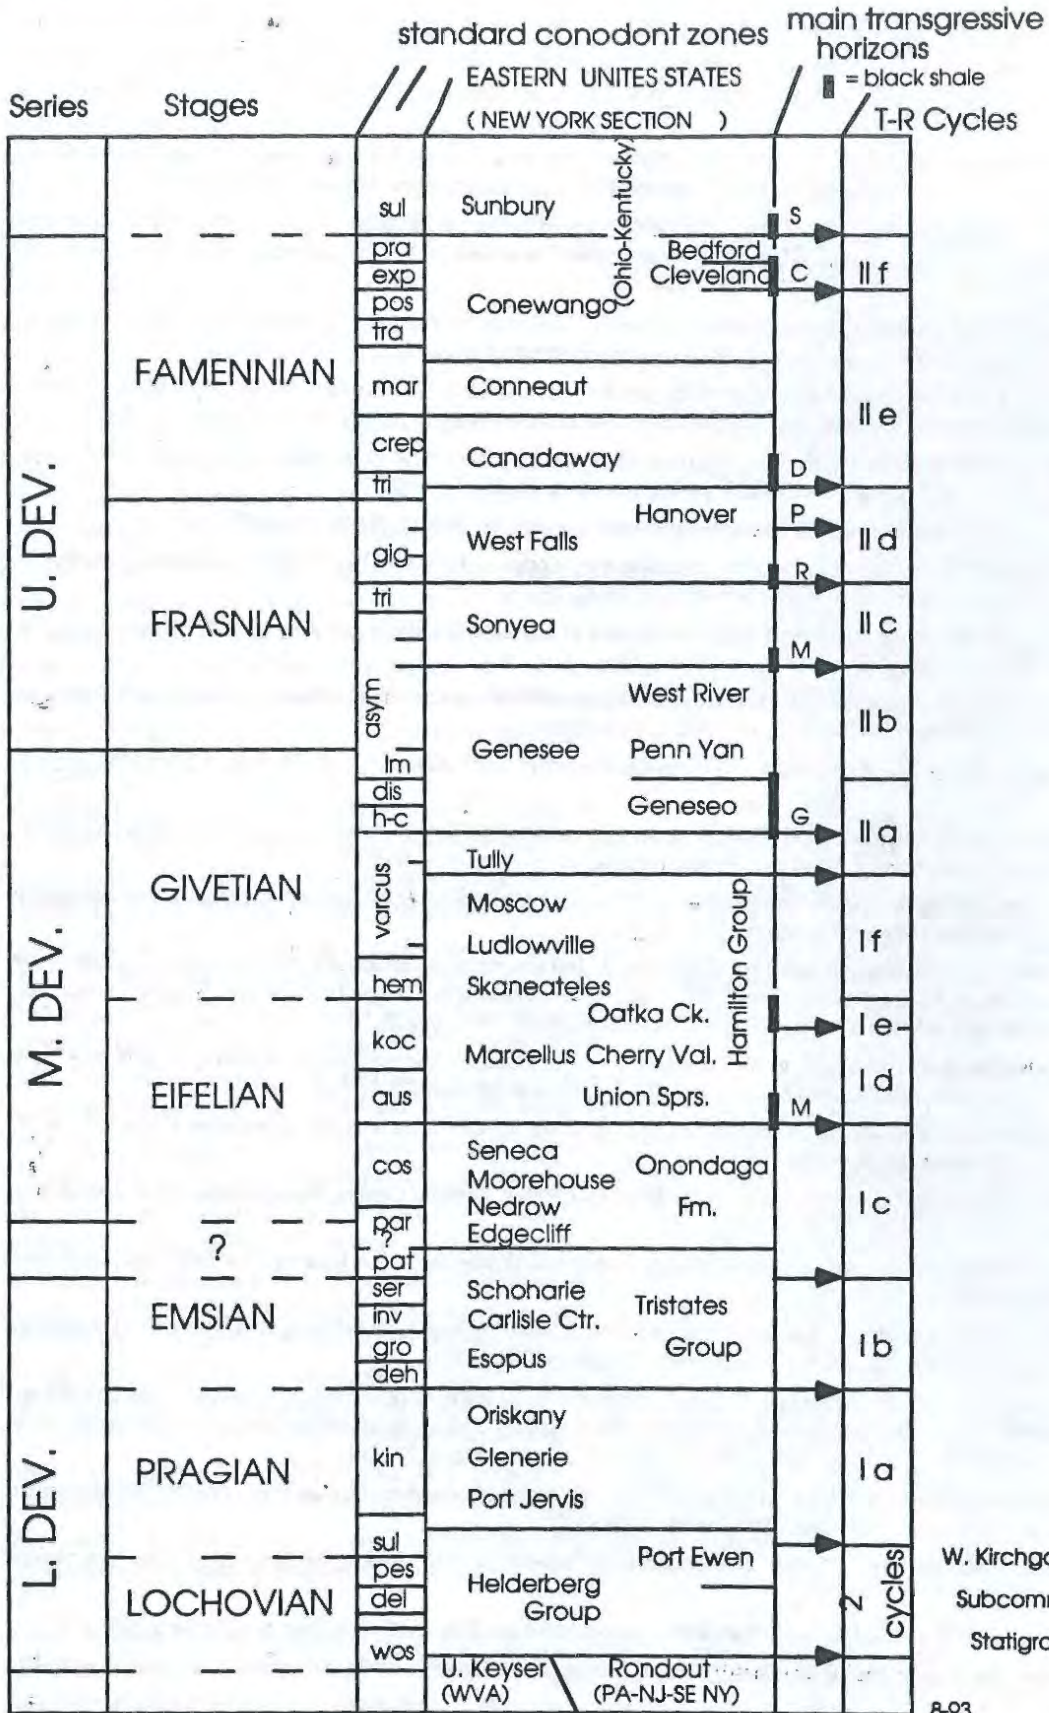 standard conodont zones
main transgressive
horizons
= black shale
EASTERN UNITES STATES
( NEW YORK SECTION )
Series
Stages
T-R Cycles
(Ohio-Kentucky)
sul
Sunbury
S
pra
Bedford
exp
Cleveland
C
II f
pos
Conewango
tra
FAMENNIAN
mar
Conneaut
II e
crep
Canadaway
D
tri
U. DEV.
Hanover
P
II d
gig
West Falls
R
tri
FRASNIAN
Sonyea
II c
M
asym
West River
II b
Genesee
Penn Yan
lm
dis
Geneseo
h-c
G
II a
Tully
GIVETIAN
varcus
Moscow
Hamilton Group
I f
Ludlowville
M. DEV.
hem
Skaneateles
Oatka Ck.
I e
koc
Marcellus
Cherry Val.
I d
EIFELIAN
aus
Union Sprs.
M
cos
Seneca
Onondaga
Moorehouse
Fm.
I c
Nedrow
par
?
?
Edgecliff
pat
ser
Schoharie
EMSIAN
inv
Carlisle Ctr.
Tristates
gro
Group
I b
Esopus
deh
Oriskany
L. DEV.
PRAGIAN
kin
Glenerie
I a
Port Jervis
sul
Port Ewen
pes
W. Kirchga
Helderberg
2
cycles
LOCHOVIAN
del
Group
Subcomm
wos
Statigra
U. Keyser
Rondout
(WVA)
(PA-NJ-SE NY)
8-93